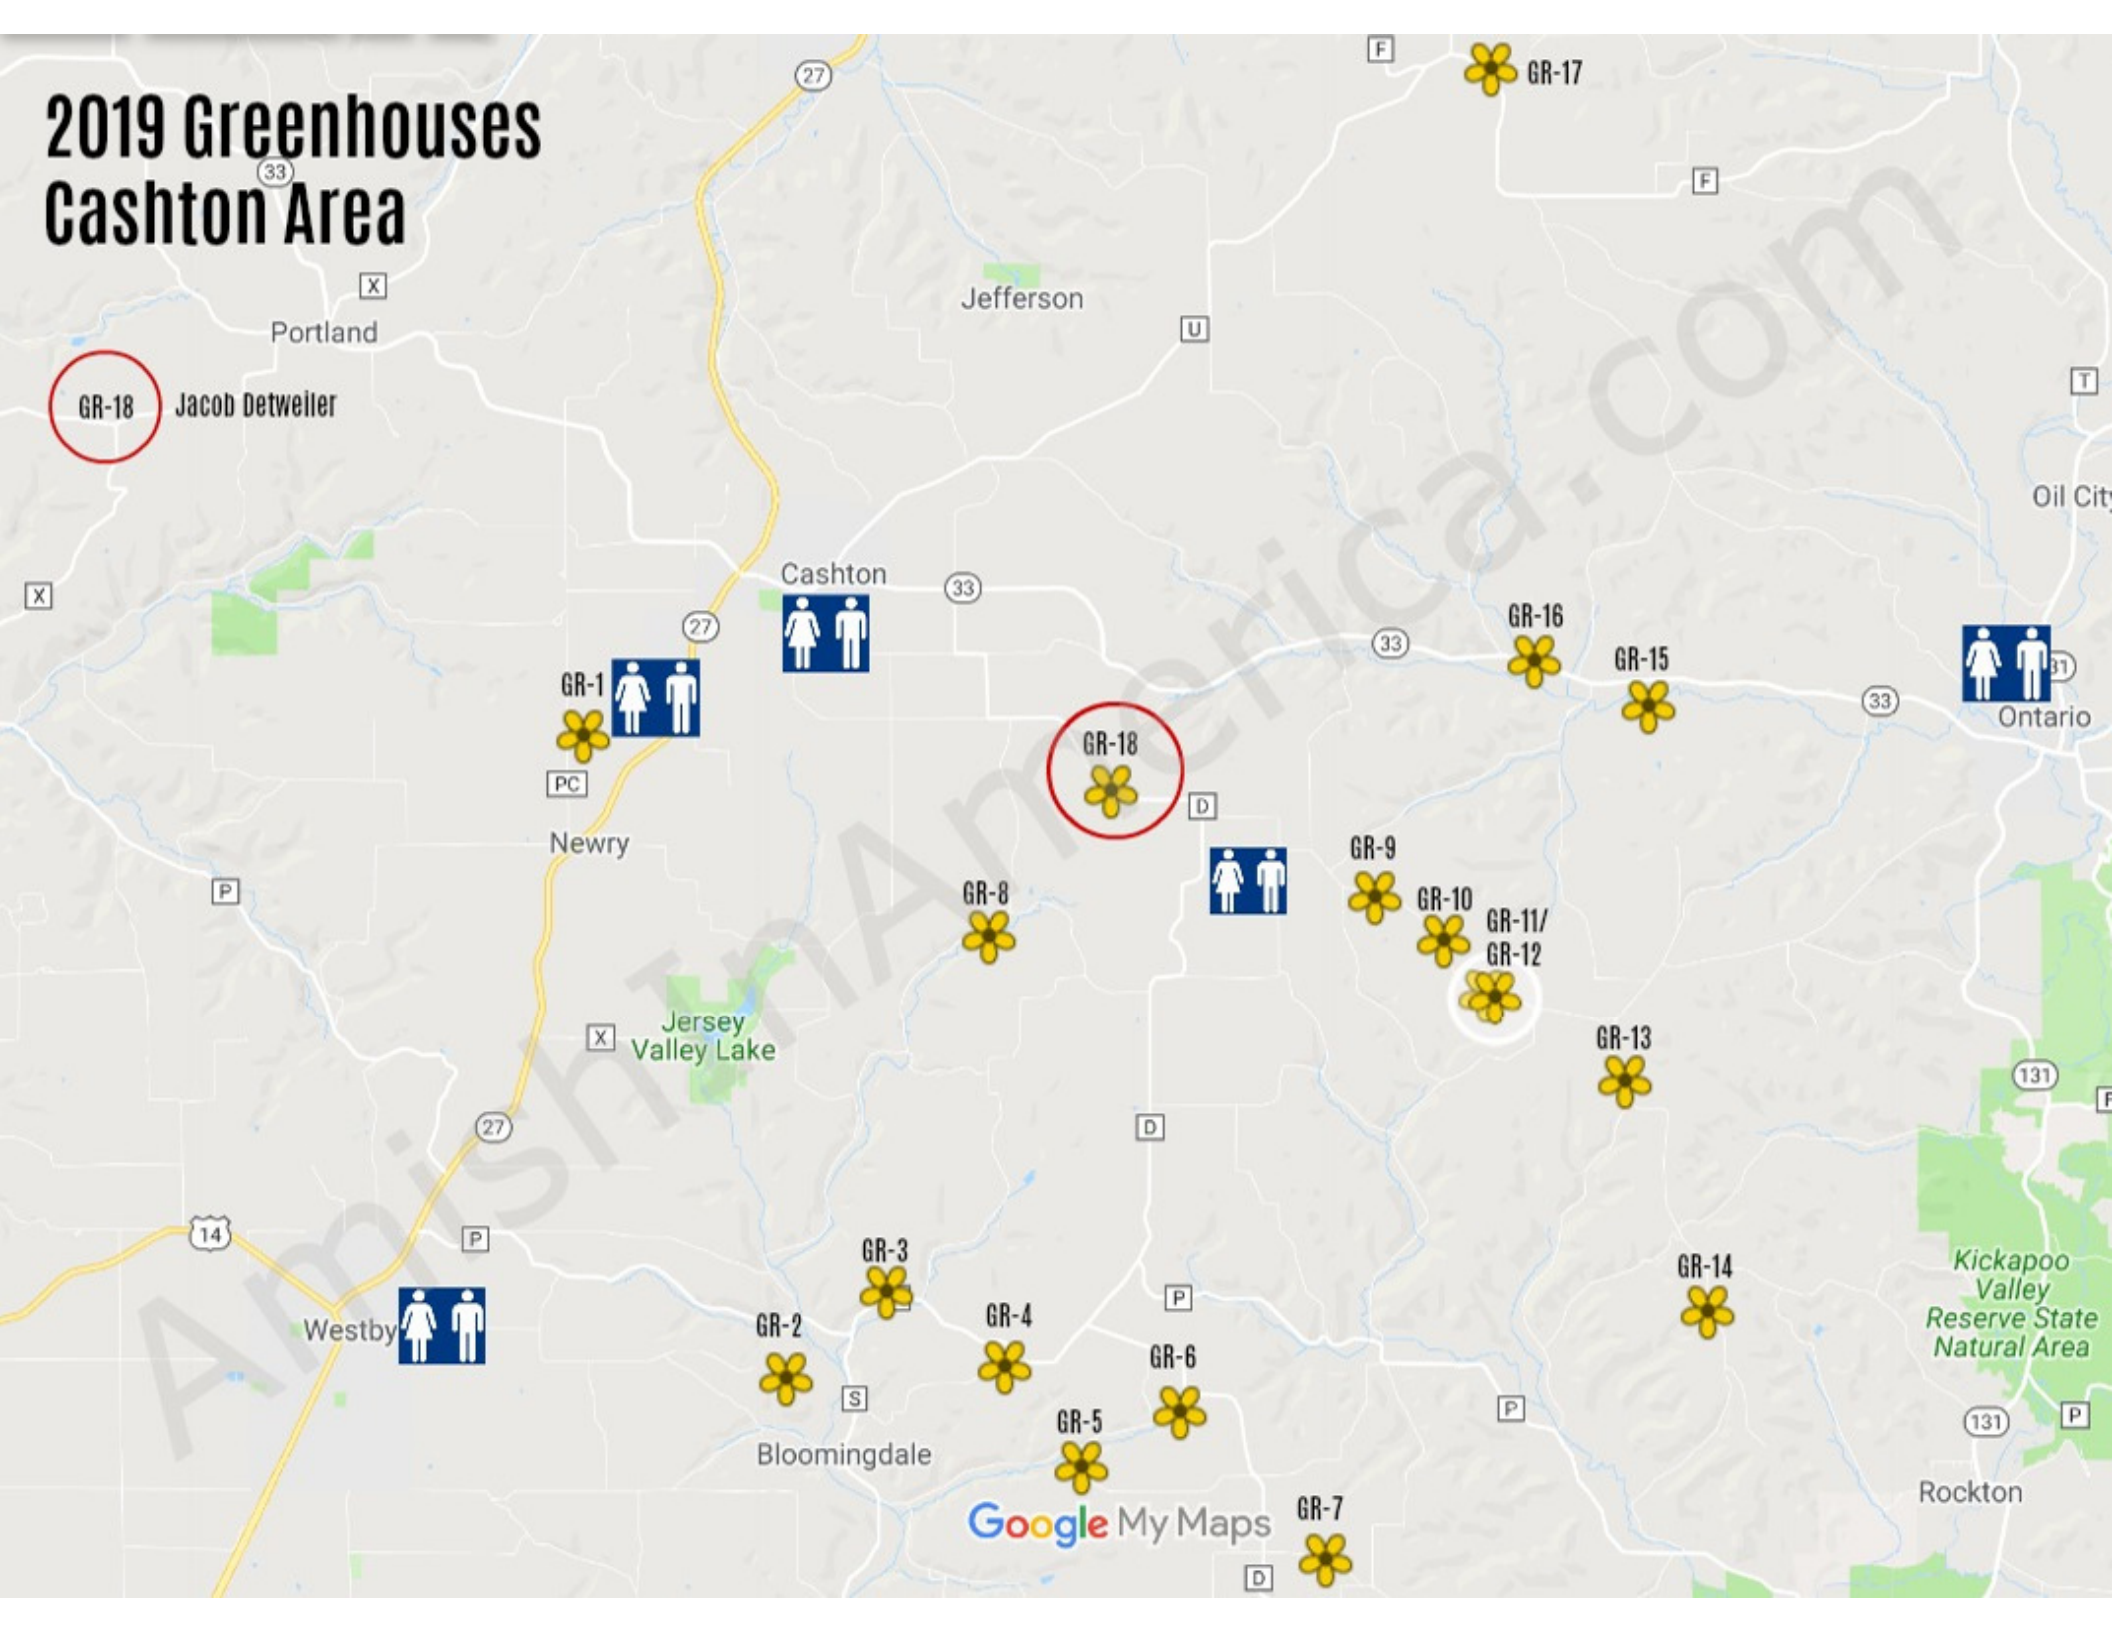 2019 Greenhouses
Cashton Area
27
F
GR-17
33
F
X
Portland
Jefferson
U
T
GR-18
Jacob Detweiler
Oil City
X
Cashton
33
27
33
GR-16
GR-15
33
31
Ontario
GR-1
PC
Newry
GR-18
D
P
GR-8
GR-9
GR-10
GR-11/
GR-12
X
Jersey
Valley Lake
GR-13
131
D
27
14
P
GR-3
P
GR-14
Kickapoo
Valley
Reserve State
Natural Area
Westby
GR-2
GR-4
GR-6
S
P
131
P
GR-5
Bloomingdale
Rockton
Google My Maps
GR-7
D
AmishInAmerica.com